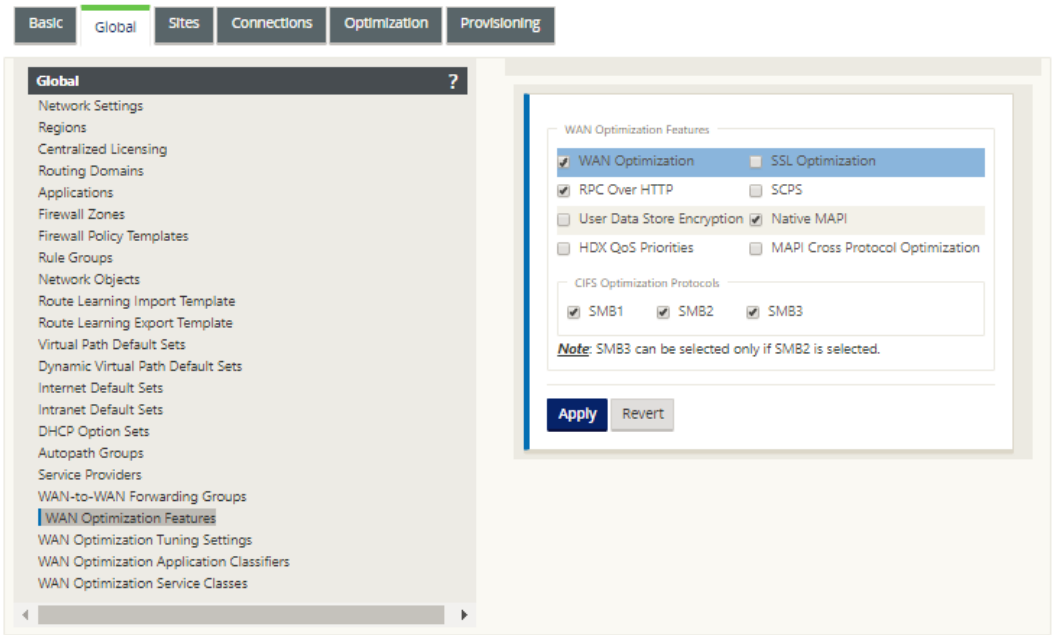 Basic Global Sites Connections Optimization Provisioning
Global ?
Network Settings
Regions
Centralized Licensing
Routing Domains
Applications
Firewall Zones
Firewall Policy Templates
Rule Groups
Network Objects
Route Learning Import Template
Route Learning Export Template
Virtual Path Default Sets
Dynamic Virtual Path Default Sets
Internet Default Sets
Intranet Default Sets
DHCP Option Sets
Autopath Groups
Service Providers
WAN-to-WAN Forwarding Groups
WAN Optimization Features
WAN Optimization Tuning Settings
WAN Optimization Application Classifiers
WAN Optimization Service Classes
WAN Optimization Features
WAN Optimization SSL Optimization
RPC Over HTTP SCPS
User Data Store Encryption Native MAPI
HDX QoS Priorities MAPI Cross Protocol Optimization
CIFS Optimization Protocols
SMB1 SMB2 SMB3
Note: SMB3 can be selected only if SMB2 is selected.
Apply Revert